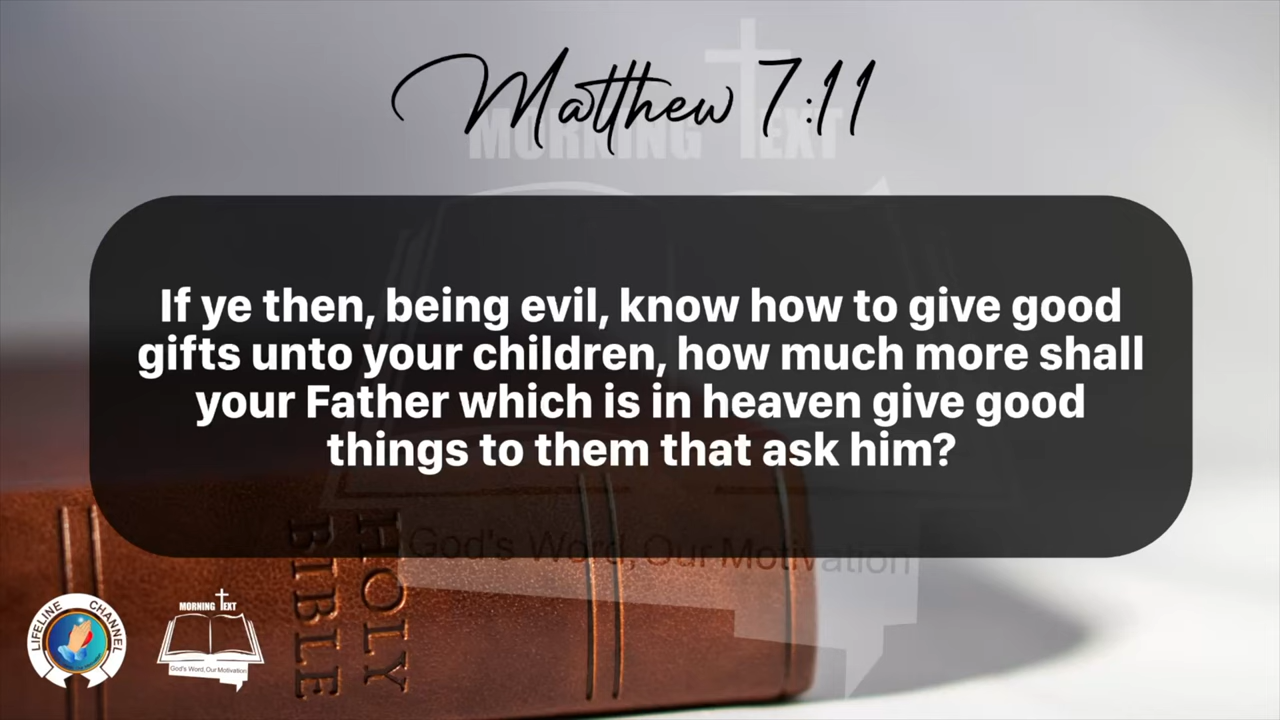 Matthew 7:11
MORNING TEXT
If ye then, being evil, know how to give good
gifts unto your children, how much more shall
your Father which is in heaven give good
things to them that ask him?
God's Word, Our Motivation
HOLY
BIBLE
LIFELINE CHANNEL
MORNING TEXT
God's Word, Our Motivation